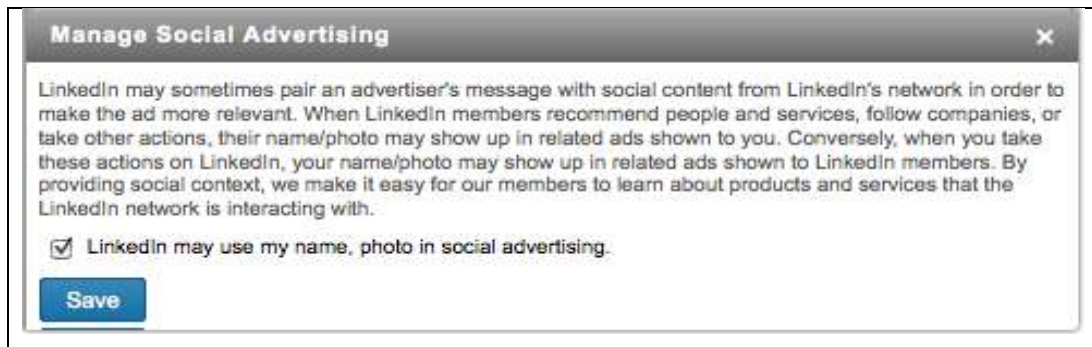 Manage Social Advertising ×
LinkedIn may sometimes pair an advertiser's message with social content from LinkedIn's network in order to
make the ad more relevant. When LinkedIn members recommend people and services, follow companies, or
take other actions, their name/photo may show up in related ads shown to you. Conversely, when you take
these actions on LinkedIn, your name/photo may show up in related ads shown to LinkedIn members. By
providing social context, we make it easy for our members to learn about products and services that the
LinkedIn network is interacting with.
LinkedIn may use my name, photo in social advertising.
Save